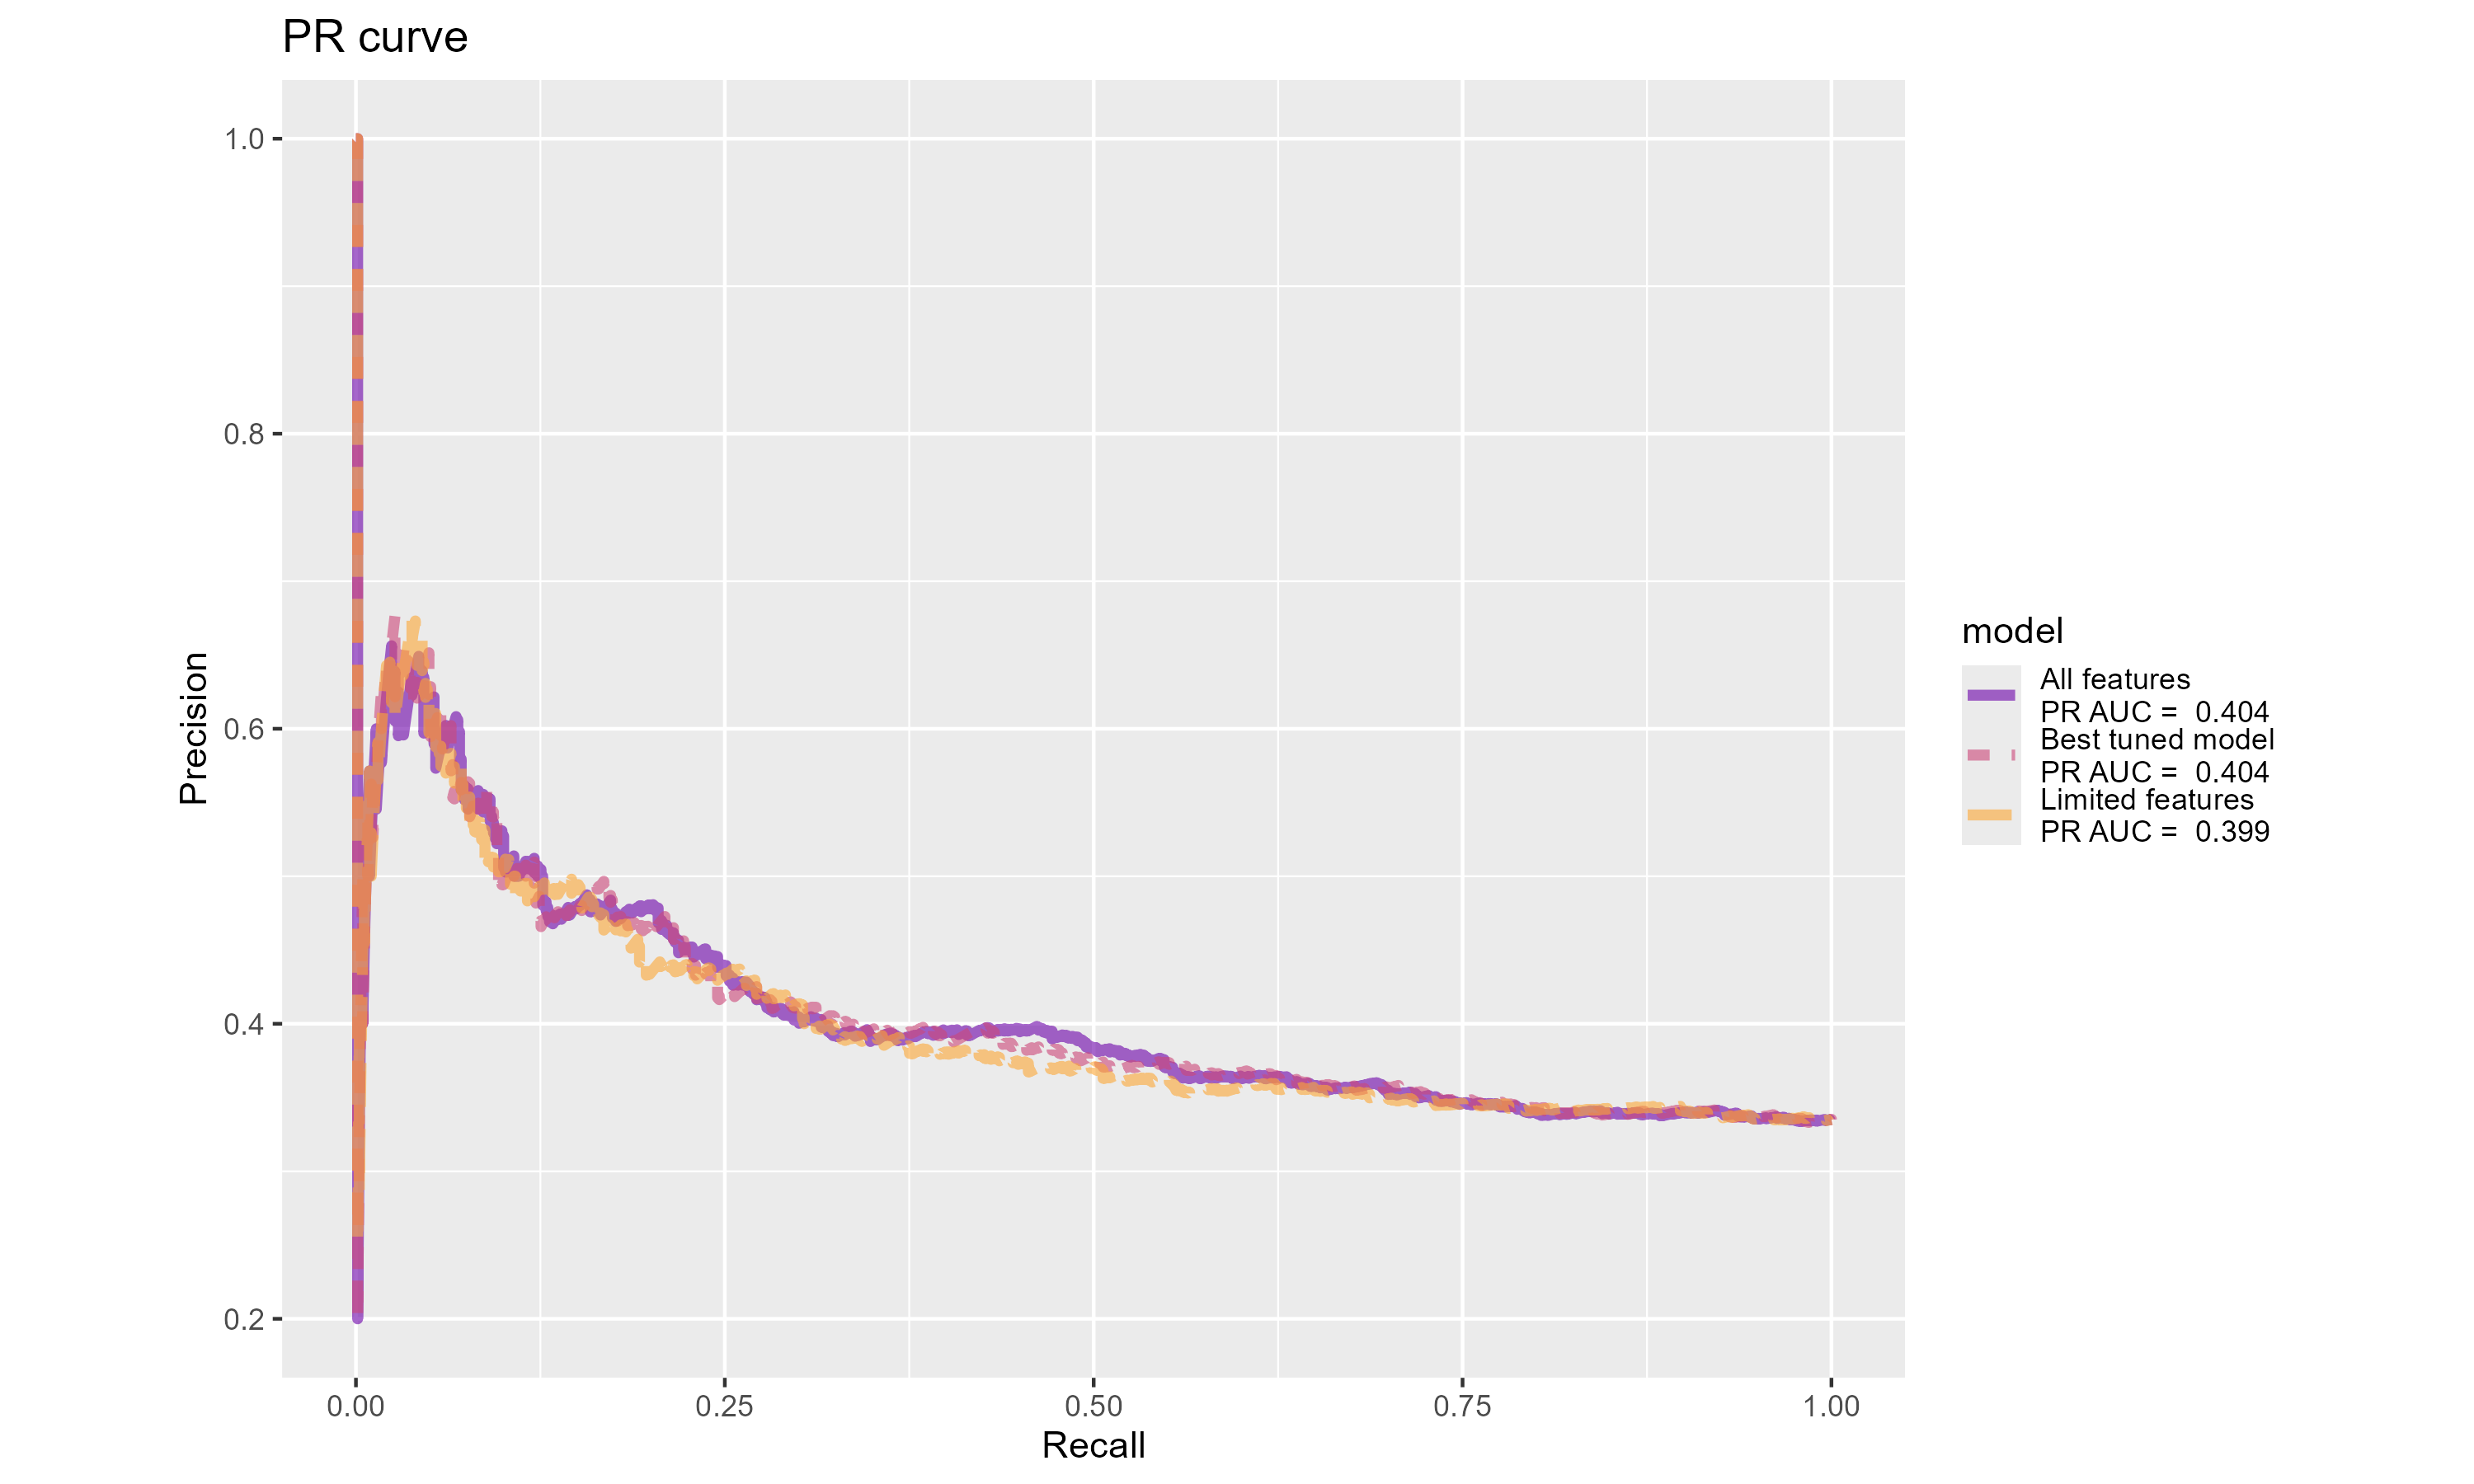 PR curve
1.0
0.8
0.6
0.4
0.2
Precision
0.00
0.25
0.50
0.75
1.00
Recall
model
All features
PR AUC =  0.404
Best tuned model
PR AUC =  0.404
Limited features
PR AUC =  0.399